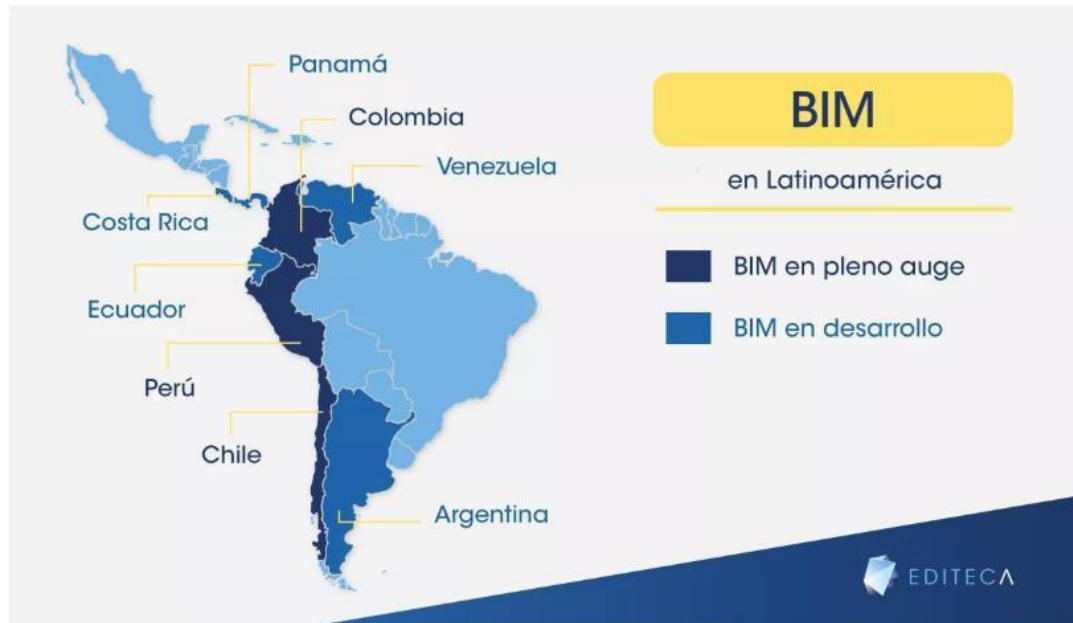 Panamá
Colombia
Venezuela
Costa Rica
Ecuador
Perú
Chile
Argentina
BIM
en Latinoamérica
BIM en pleno auge
BIM en desarrollo
EDITECA